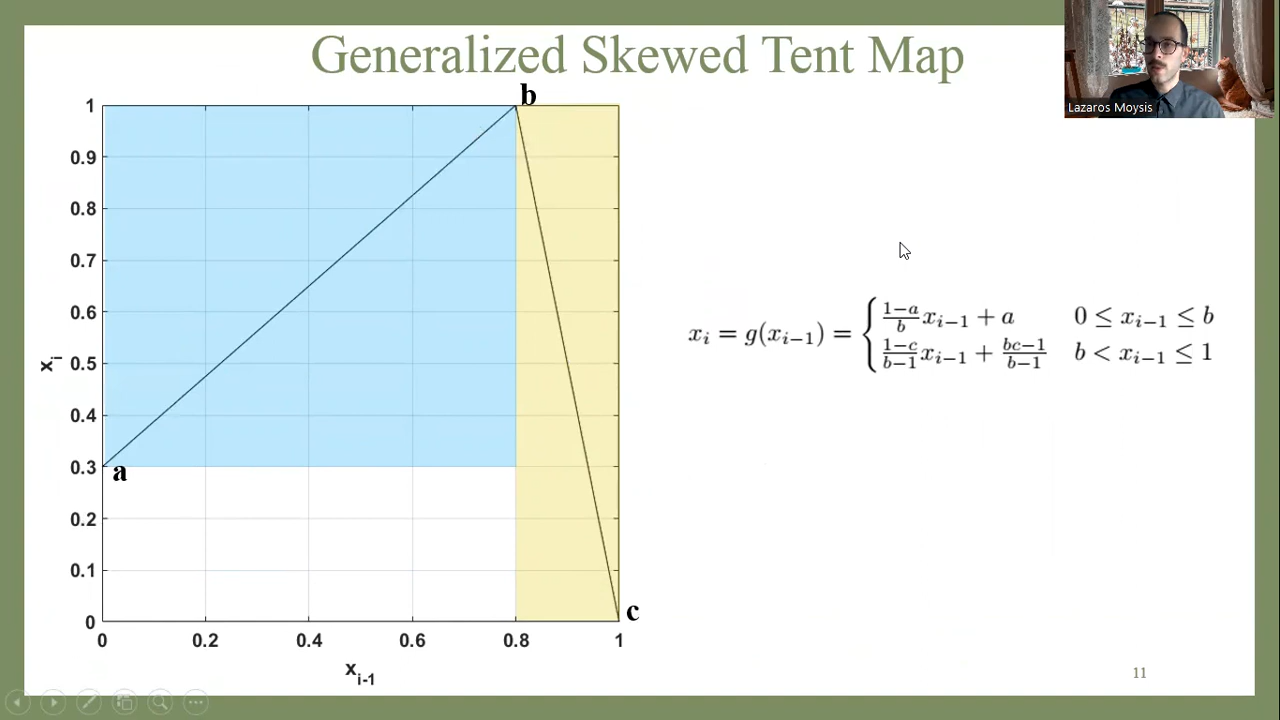 Generalized Skewed Tent Map
Lazaros Moysis
b
1
0.9
0.8
0.7
0.6
0.5
0.4
0.3
0.2
0.1
0
a
c
x_i
0 0.2 0.4 0.6 0.8 1
x_{i-1}
x_i = g(x_{i-1}) = { \frac{1-a}{b}x_{i-1} + a    0 ≤ x_{i-1} ≤ b
\frac{1-c}{b-1}x_{i-1} + \frac{bc-1}{b-1}    b < x_{i-1} ≤ 1
11